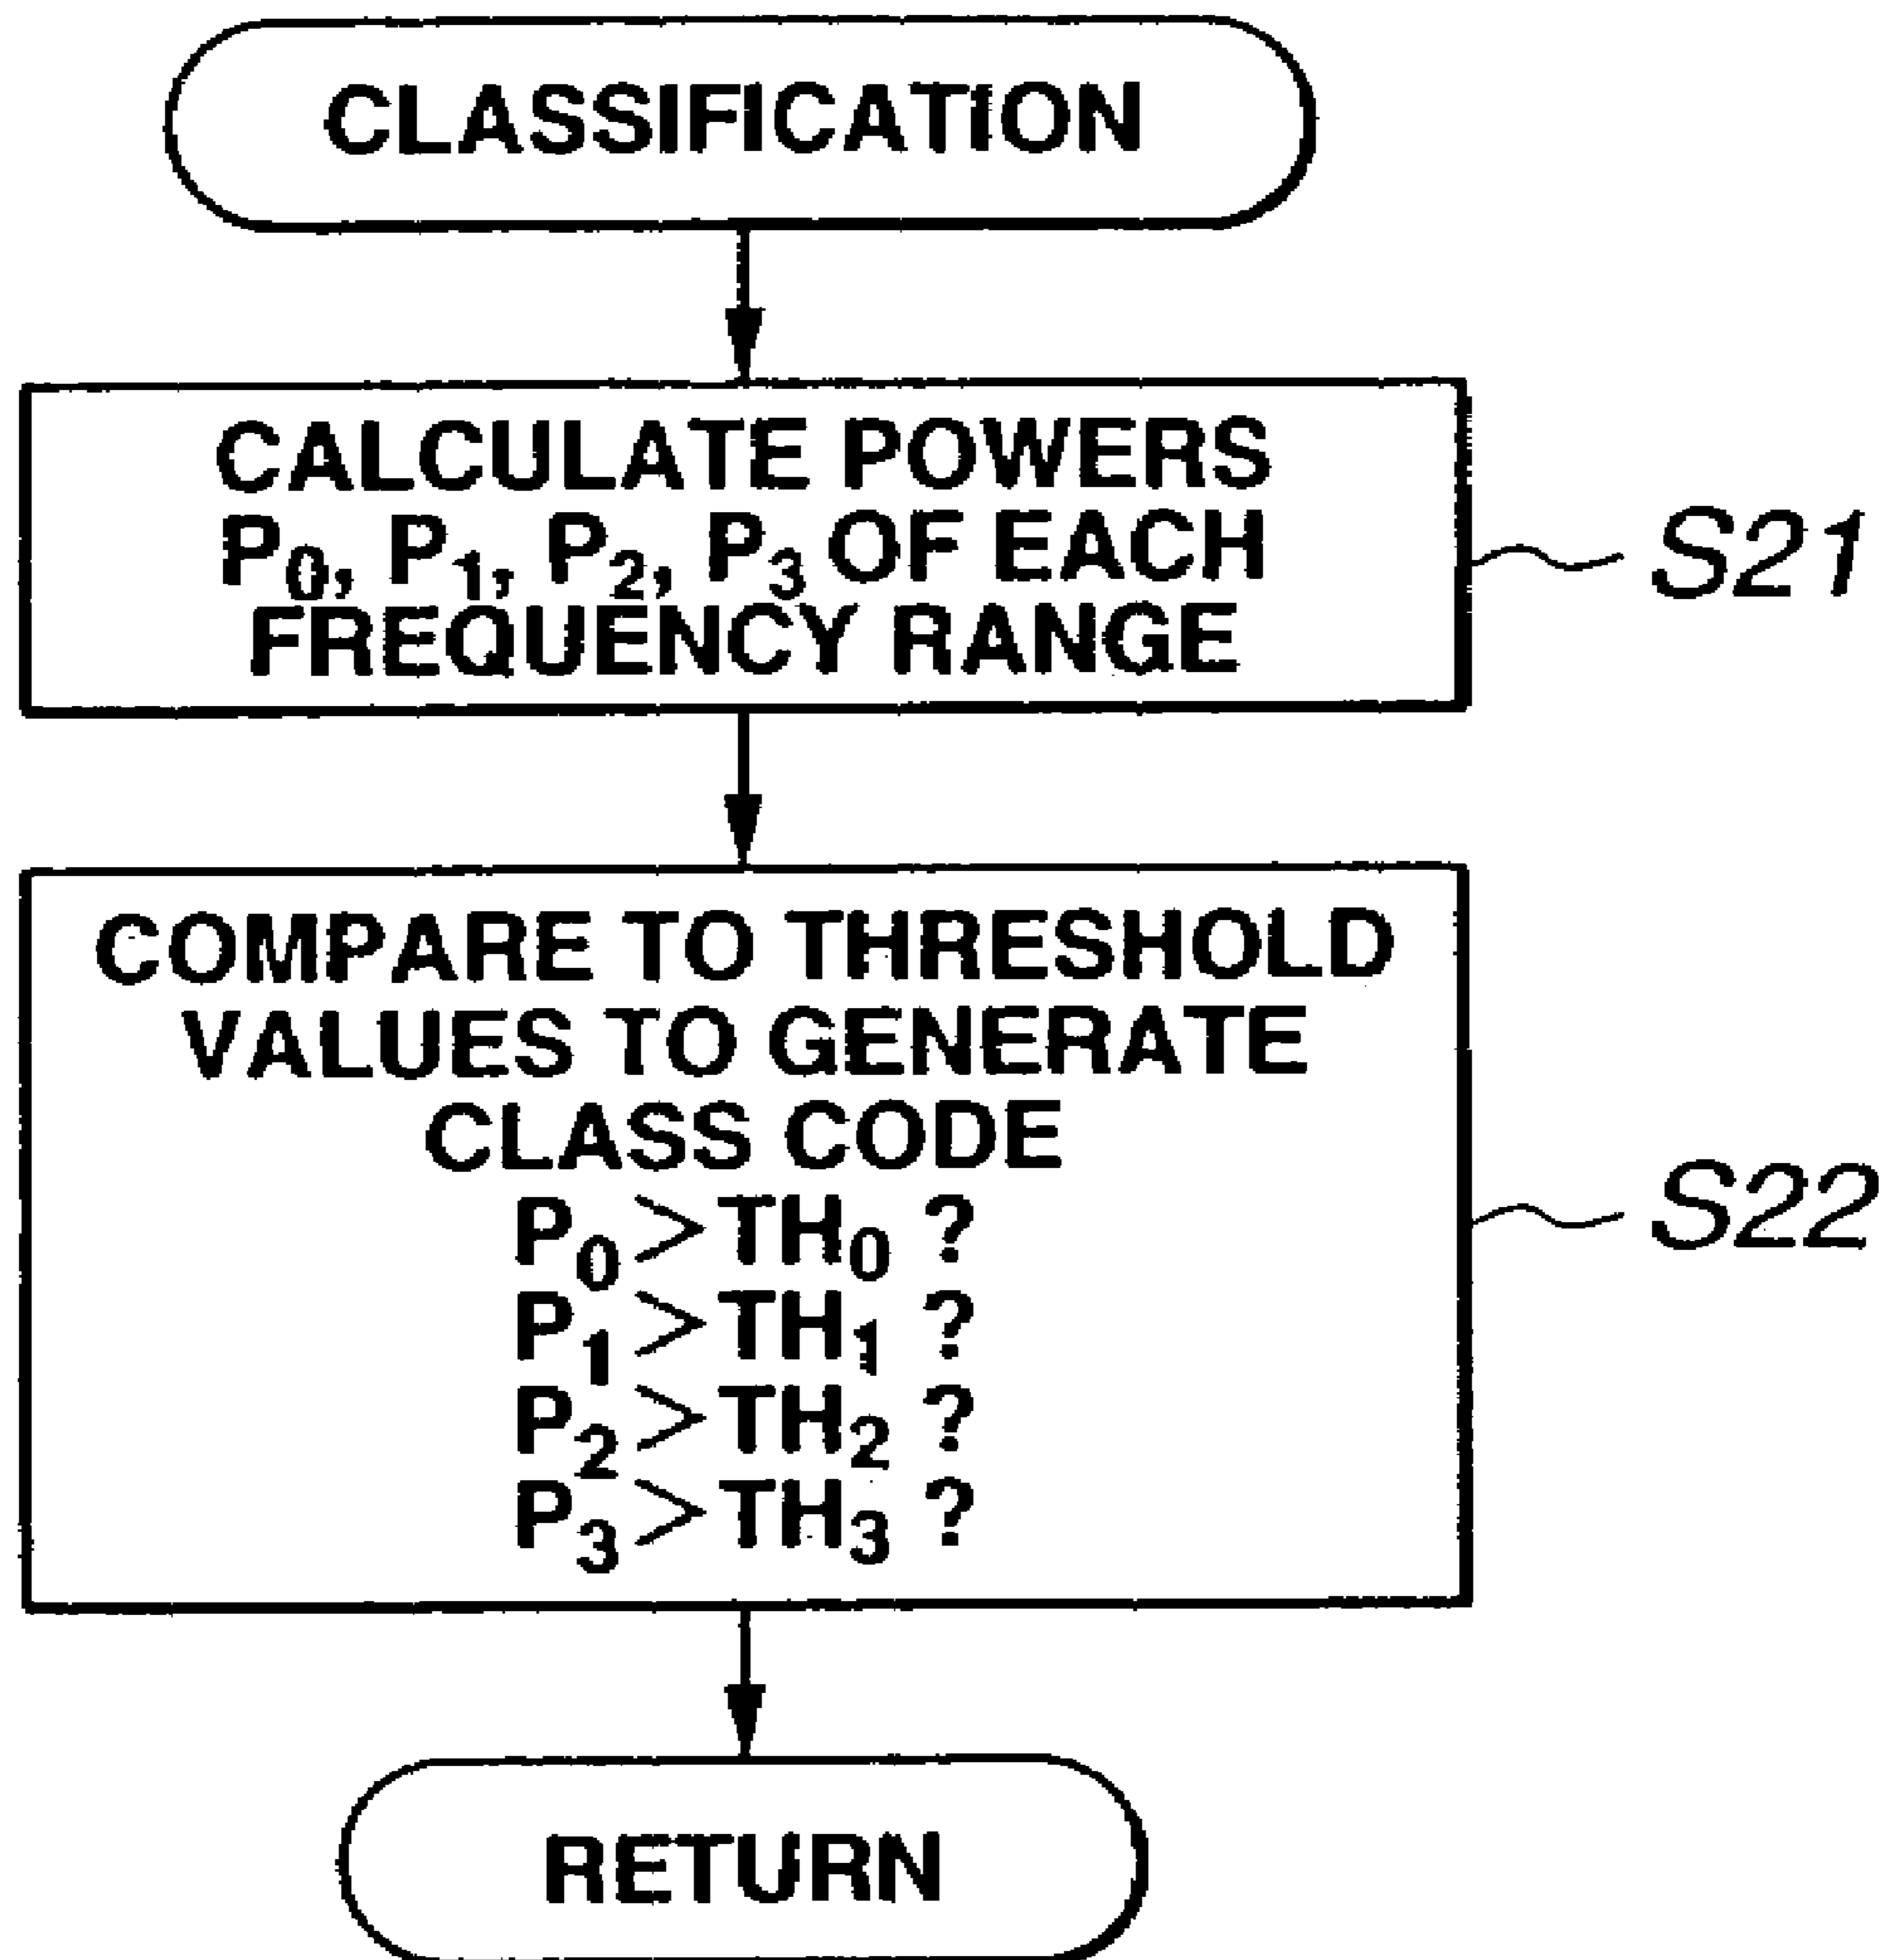 CLASSIFICATION
CALCULATE POWERS
P₀, P₁, P₂, P₃ OF EACH
FREQUENCY RANGE
S21
COMPARE TO THRESHOLD
VALUES TO GENERATE
CLASS CODE
P₀>TH₀ ?
P₁>TH₁ ?
P₂>TH₂ ?
P₃>TH₃ ?
S22
RETURN